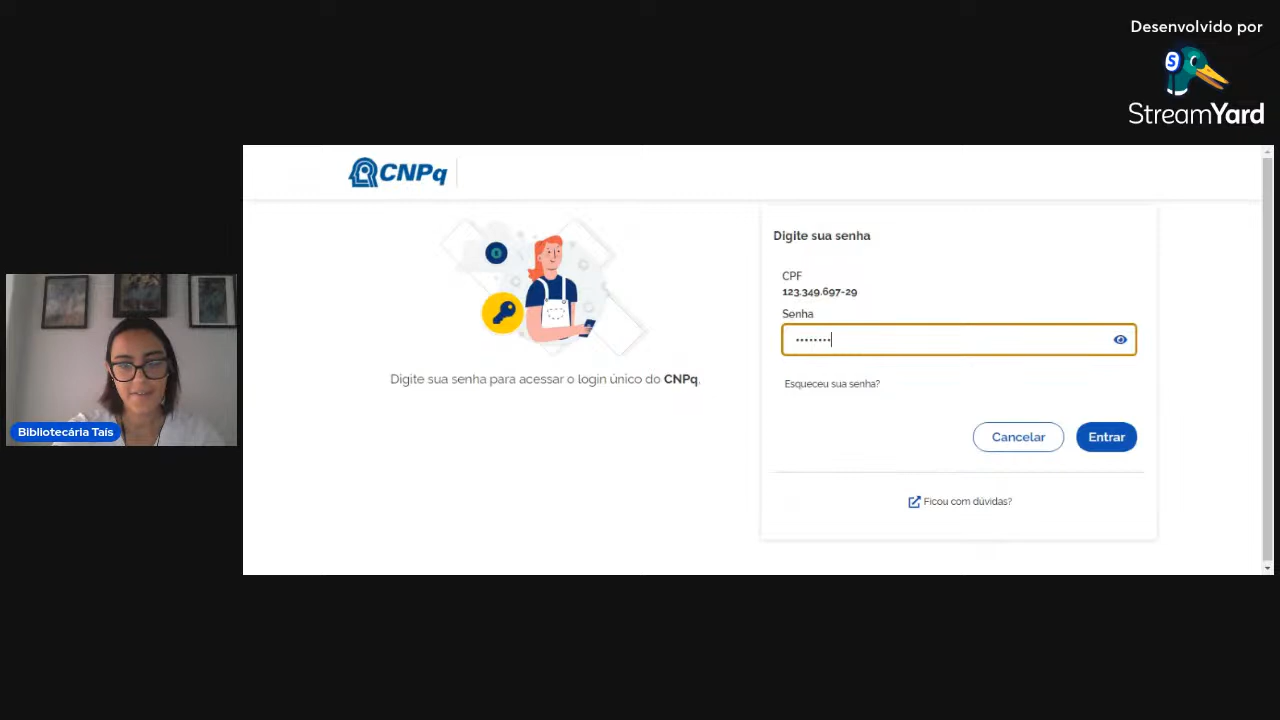 Desenvolvido por
StreamYard
CNPq
Digite sua senha
CPF
123.349.697-29
Senha
••••••••
Esqueceu sua senha?
Digite sua senha para acessar o login único do CNPq.
Cancelar
Entrar
Ficou com dúvidas?
Bibliotecária Taís